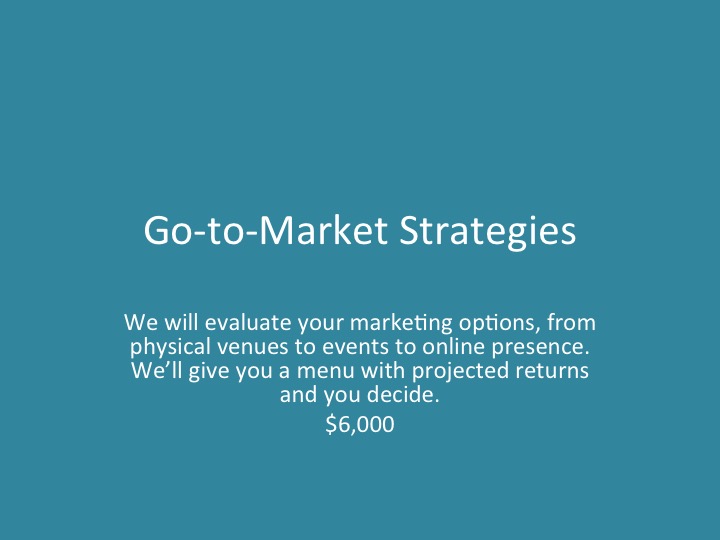 Go-to-Market Strategies
We will evaluate your marketing options, from
physical venues to events to online presence.
We’ll give you a menu with projected returns
and you decide.
$6,000